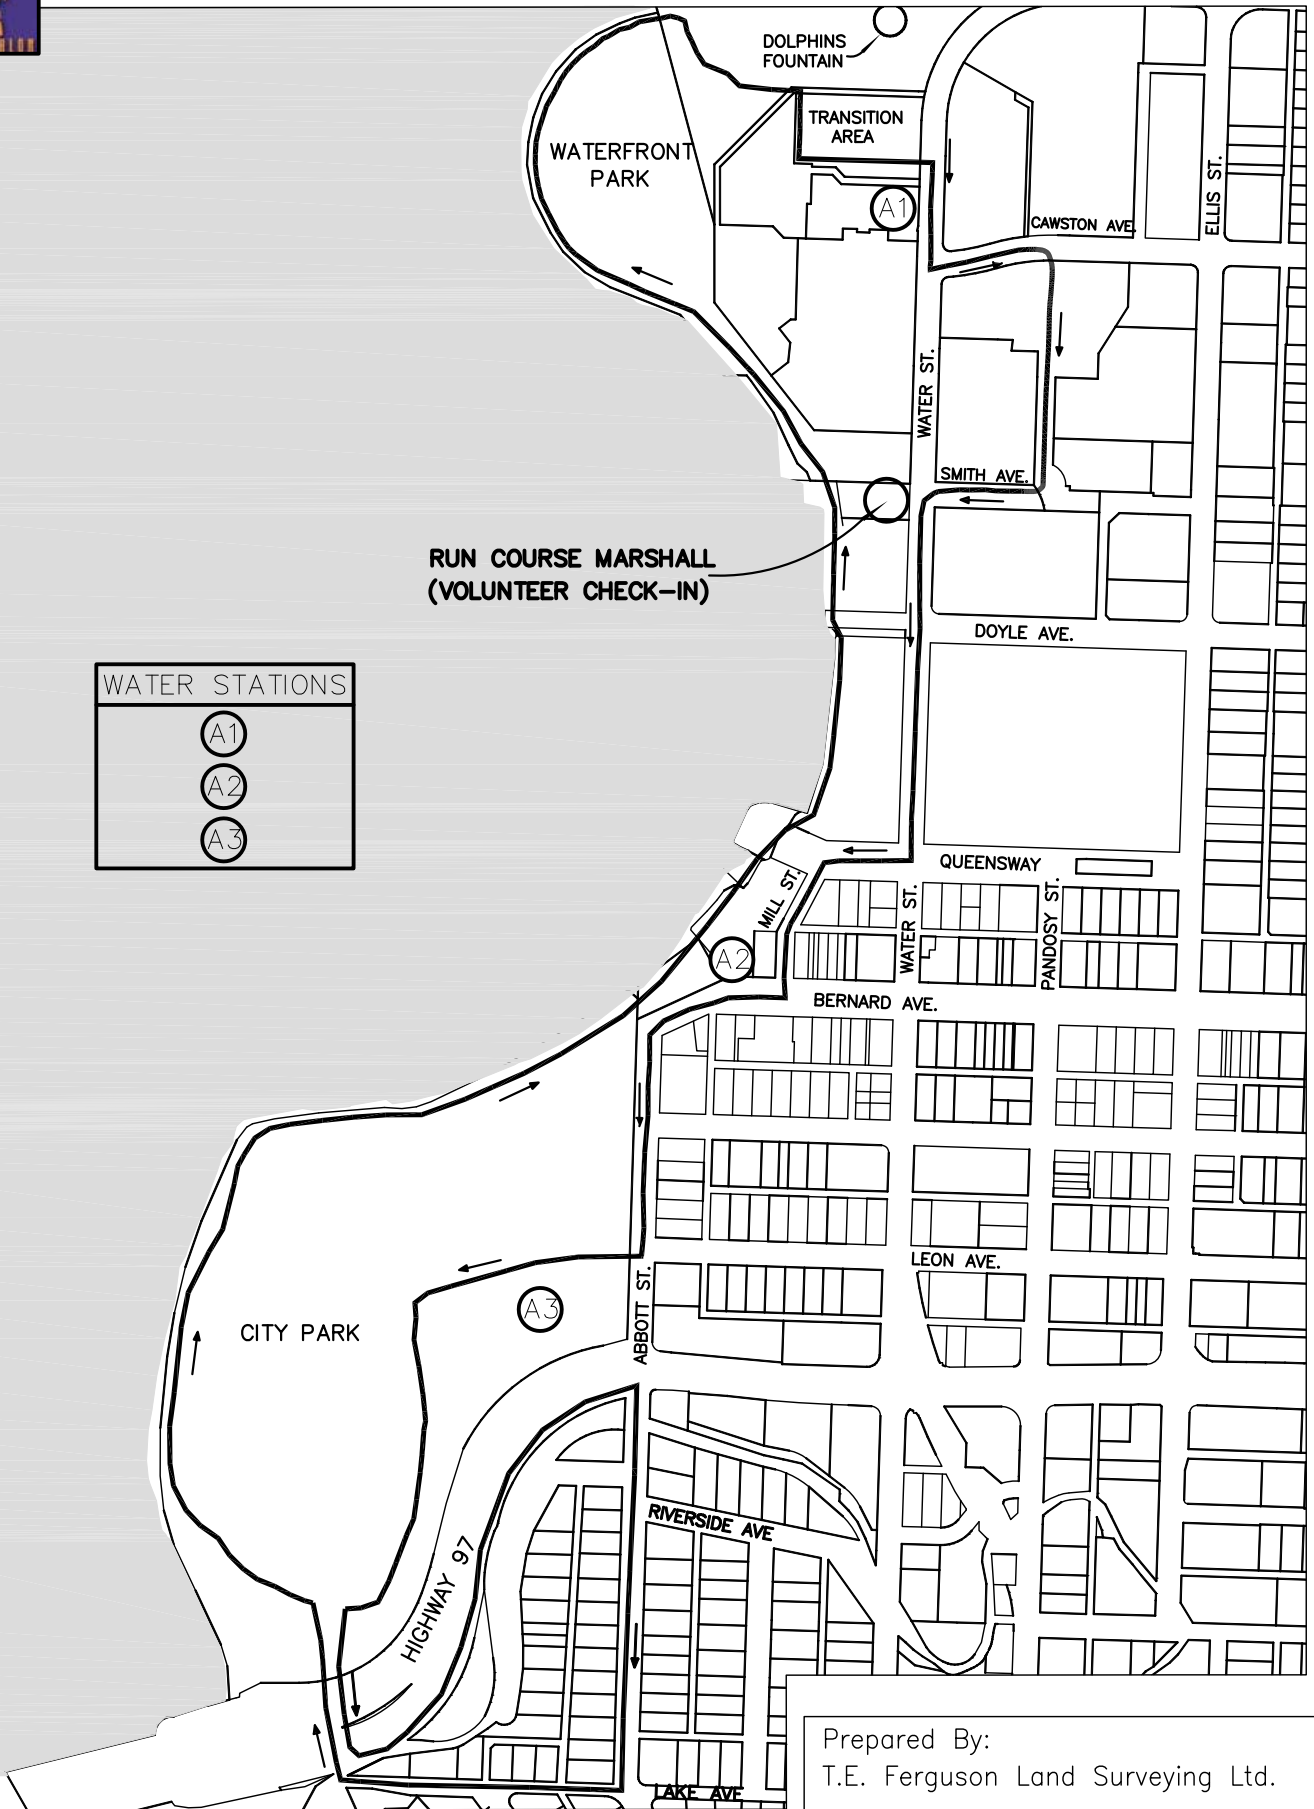 DOLPHINS
FOUNTAIN
TRANSITION
AREA
WATERFRONT
PARK
A1
ELLIS ST.
CAWSTON AVE.
WATER ST.
SMITH AVE.
RUN COURSE MARSHALL
(VOLUNTEER CHECK-IN)
DOYLE AVE.
WATER STATIONS
A1
A2
A3
QUEENSWAY
MILL ST.
WATER ST.
PANDOSY ST.
A2
BERNARD AVE.
LEON AVE.
A3
ABBOTT ST.
CITY PARK
RIVERSIDE AVE
HIGHWAY 97
LAKE AVE
Prepared By:
T.E. Ferguson Land Surveying Ltd.